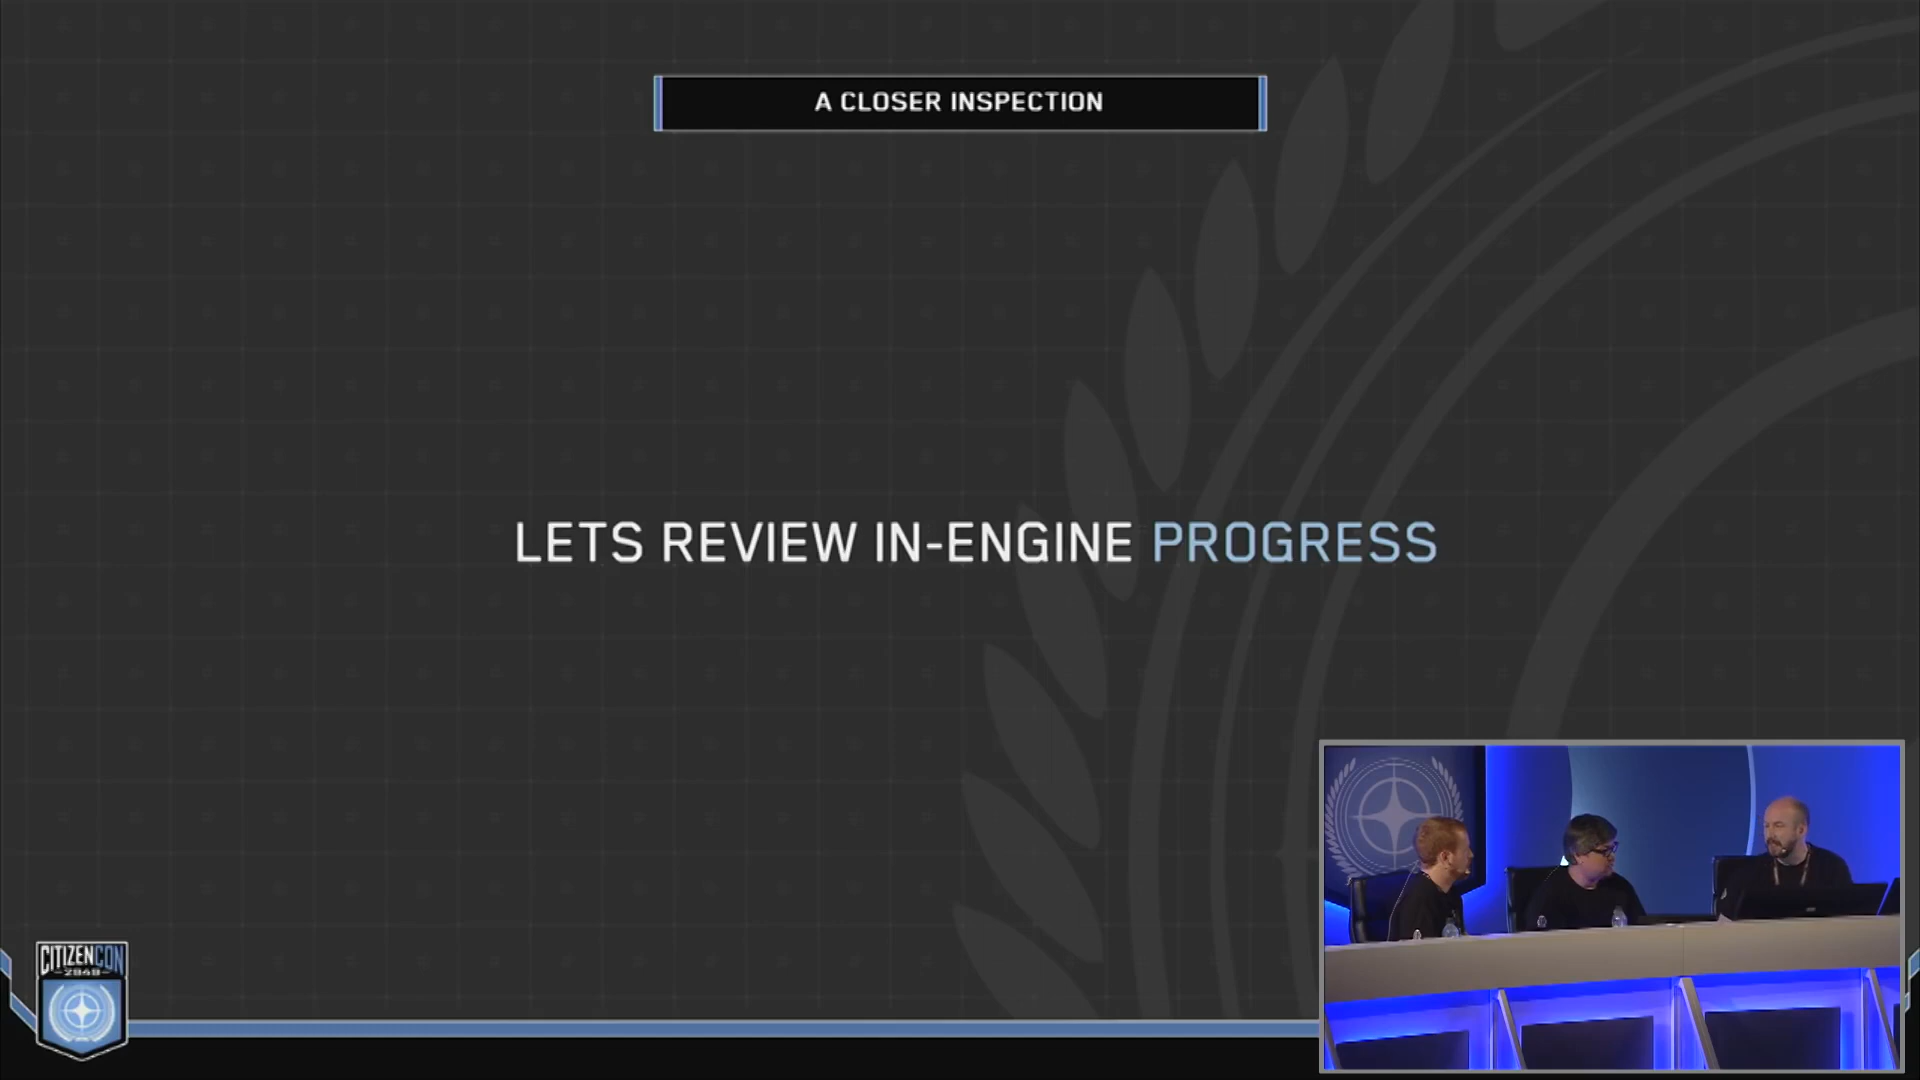 A CLOSER INSPECTION
LETS REVIEW IN-ENGINE PROGRESS
CITIZENCON
2949